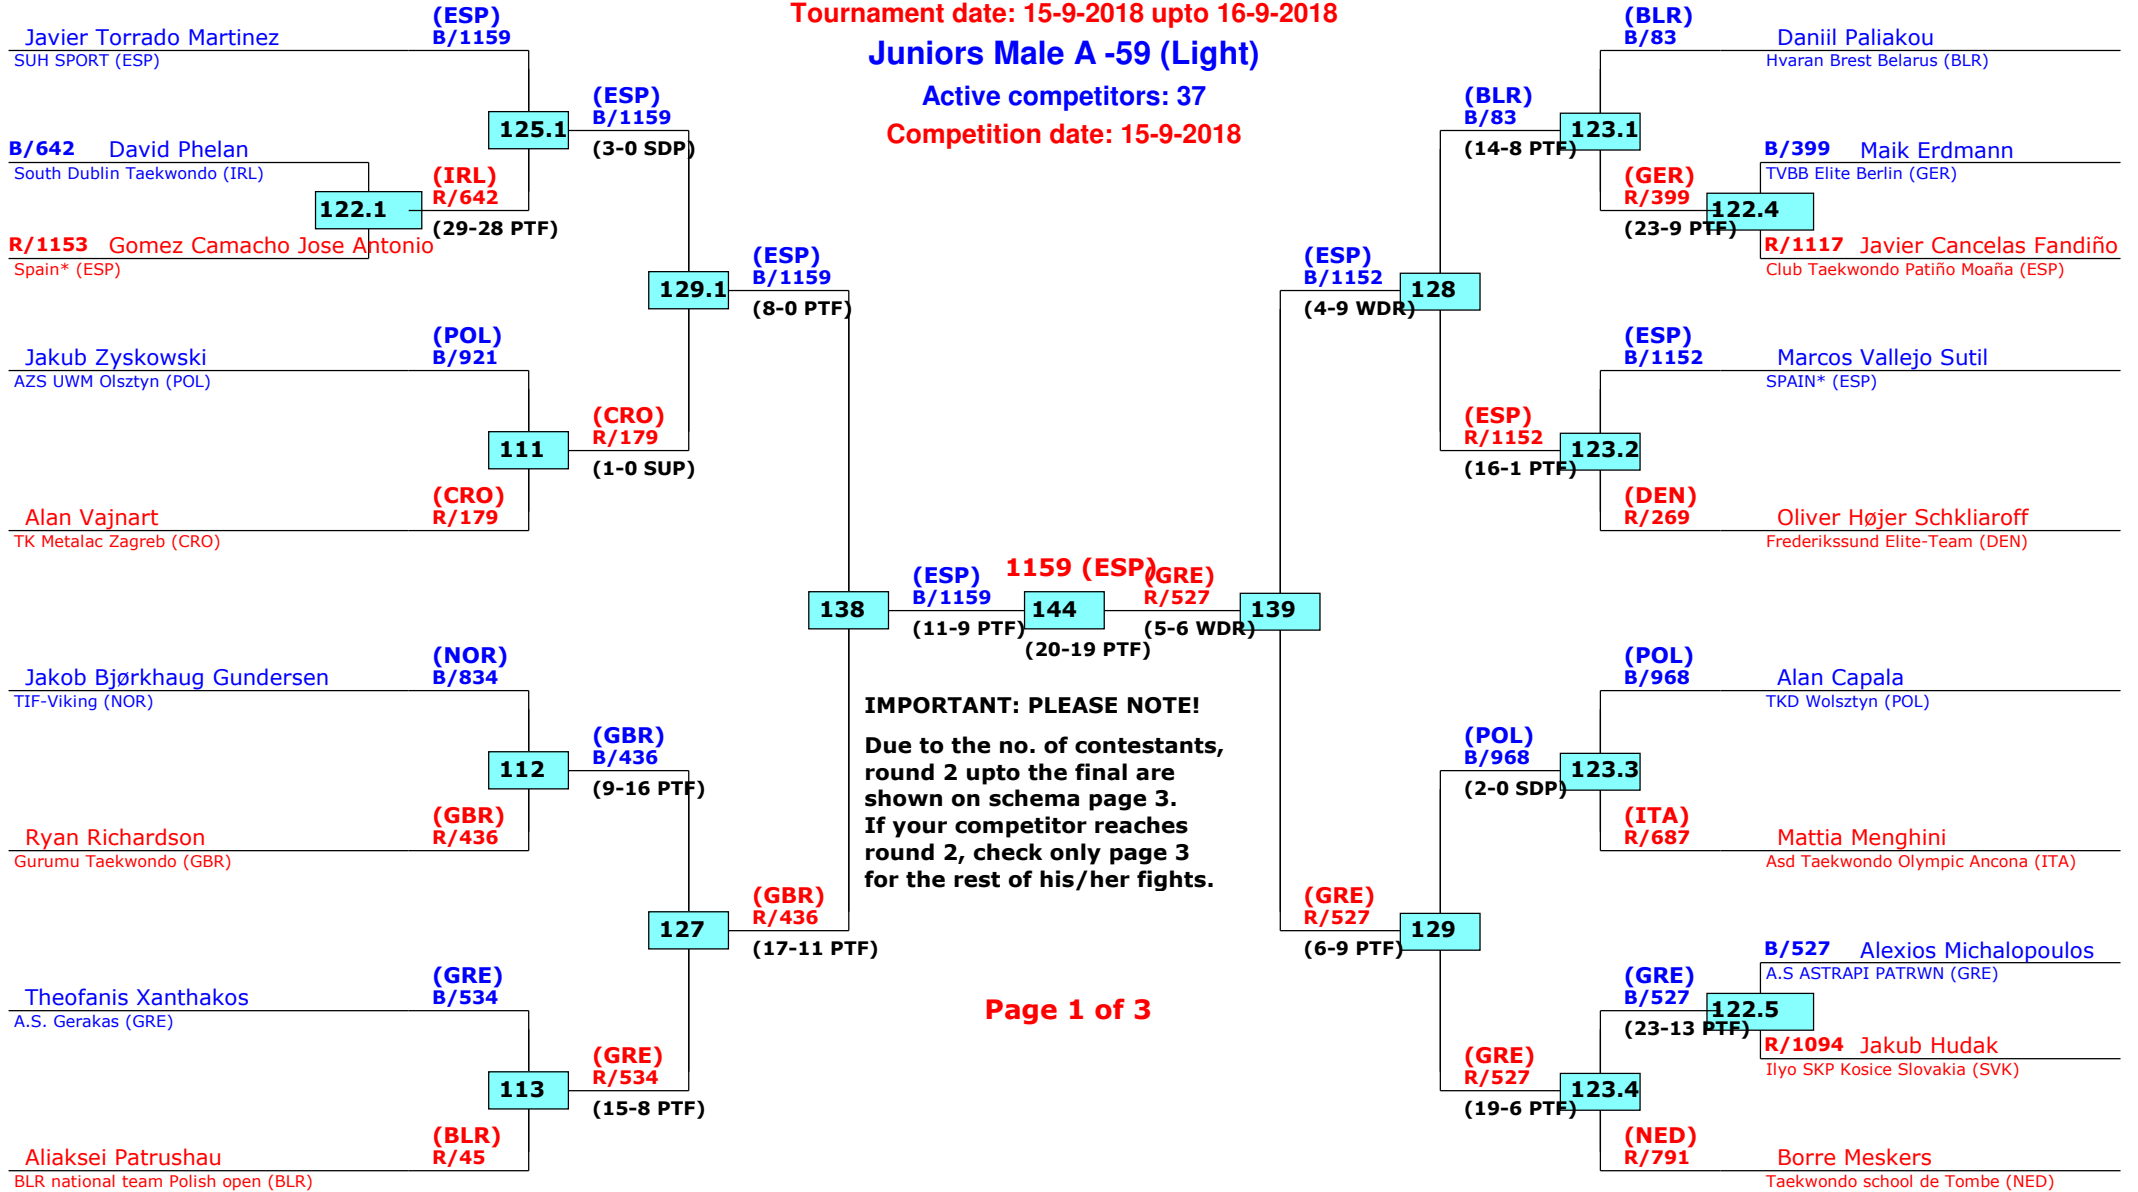 Tournament date: 15-9-2018 upto 16-9-2018
Juniors Male A -59 (Light)
Active competitors: 37
Competition date: 15-9-2018
(ESP)
Javier Torrado Martinez B/1159
SUH SPORT (ESP)
125.1
(ESP)
B/1159
(3-0 SDP)
B/642 David Phelan
South Dublin Taekwondo (IRL)
122.1
(IRL)
R/642
(29-28 PTF)
R/1153 Gomez Camacho Jose Antonio
Spain* (ESP)
129.1
(ESP)
B/1159
(8-0 PTF)
(POL)
Jakub Zyskowski B/921
AZS UWM Olsztyn (POL)
111
(CRO)
R/179
(1-0 SUP)
(CRO)
Alan Vajnart R/179
TK Metalac Zagreb (CRO)
138
(ESP)
B/1159
(11-9 PTF)
1159 (ESP)
144
(20-19 PTF)
(GRE)
R/527
(5-6 WDR)
139
(NOR)
Jakob Bjørkhaug Gundersen B/834
TIF-Viking (NOR)
112
(GBR)
B/436
(9-16 PTF)
(GBR)
Ryan Richardson R/436
Gurumu Taekwondo (GBR)
127
(GBR)
R/436
(17-11 PTF)
(GRE)
Theofanis Xanthakos B/534
A.S. Gerakas (GRE)
113
(GRE)
R/534
(15-8 PTF)
(BLR)
Aliaksei Patrushau R/45
BLR national team Polish open (BLR)
IMPORTANT: PLEASE NOTE!
Due to the no. of contestants,
round 2 upto the final are
shown on schema page 3.
If your competitor reaches
round 2, check only page 3
for the rest of his/her fights.
Page 1 of 3
(BLR)
B/83 Daniil Paliakou
Hvaran Brest Belarus (BLR)
(BLR)
B/83
(14-8 PTF)
123.1
B/399 Maik Erdmann
TVBB Elite Berlin (GER)
(GER)
R/399
(23-9 PTF)
122.4
R/1117 Javier Cancelas Fandiño
Club Taekwondo Patiño Moaña (ESP)
(ESP)
B/1152
(4-9 WDR)
128
(ESP)
B/1152 Marcos Vallejo Sutil
SPAIN* (ESP)
(ESP)
R/1152
(16-1 PTF)
123.2
(DEN)
R/269 Oliver Højer Schkliaroff
Frederikssund Elite-Team (DEN)
(POL)
B/968 Alan Capala
TKD Wolsztyn (POL)
(POL)
B/968
(2-0 SDP)
123.3
(ITA)
R/687 Mattia Menghini
Asd Taekwondo Olympic Ancona (ITA)
(GRE)
R/527
(6-9 PTF)
129
B/527 Alexios Michalopoulos
A.S ASTRAPI PATRWN (GRE)
(GRE)
B/527
(23-13 PTF)
122.5
R/1094 Jakub Hudak
Ilyo SKP Kosice Slovakia (SVK)
(GRE)
R/527
(19-6 PTF)
123.4
(NED)
R/791 Borre Meskers
Taekwondo school de Tombe (NED)